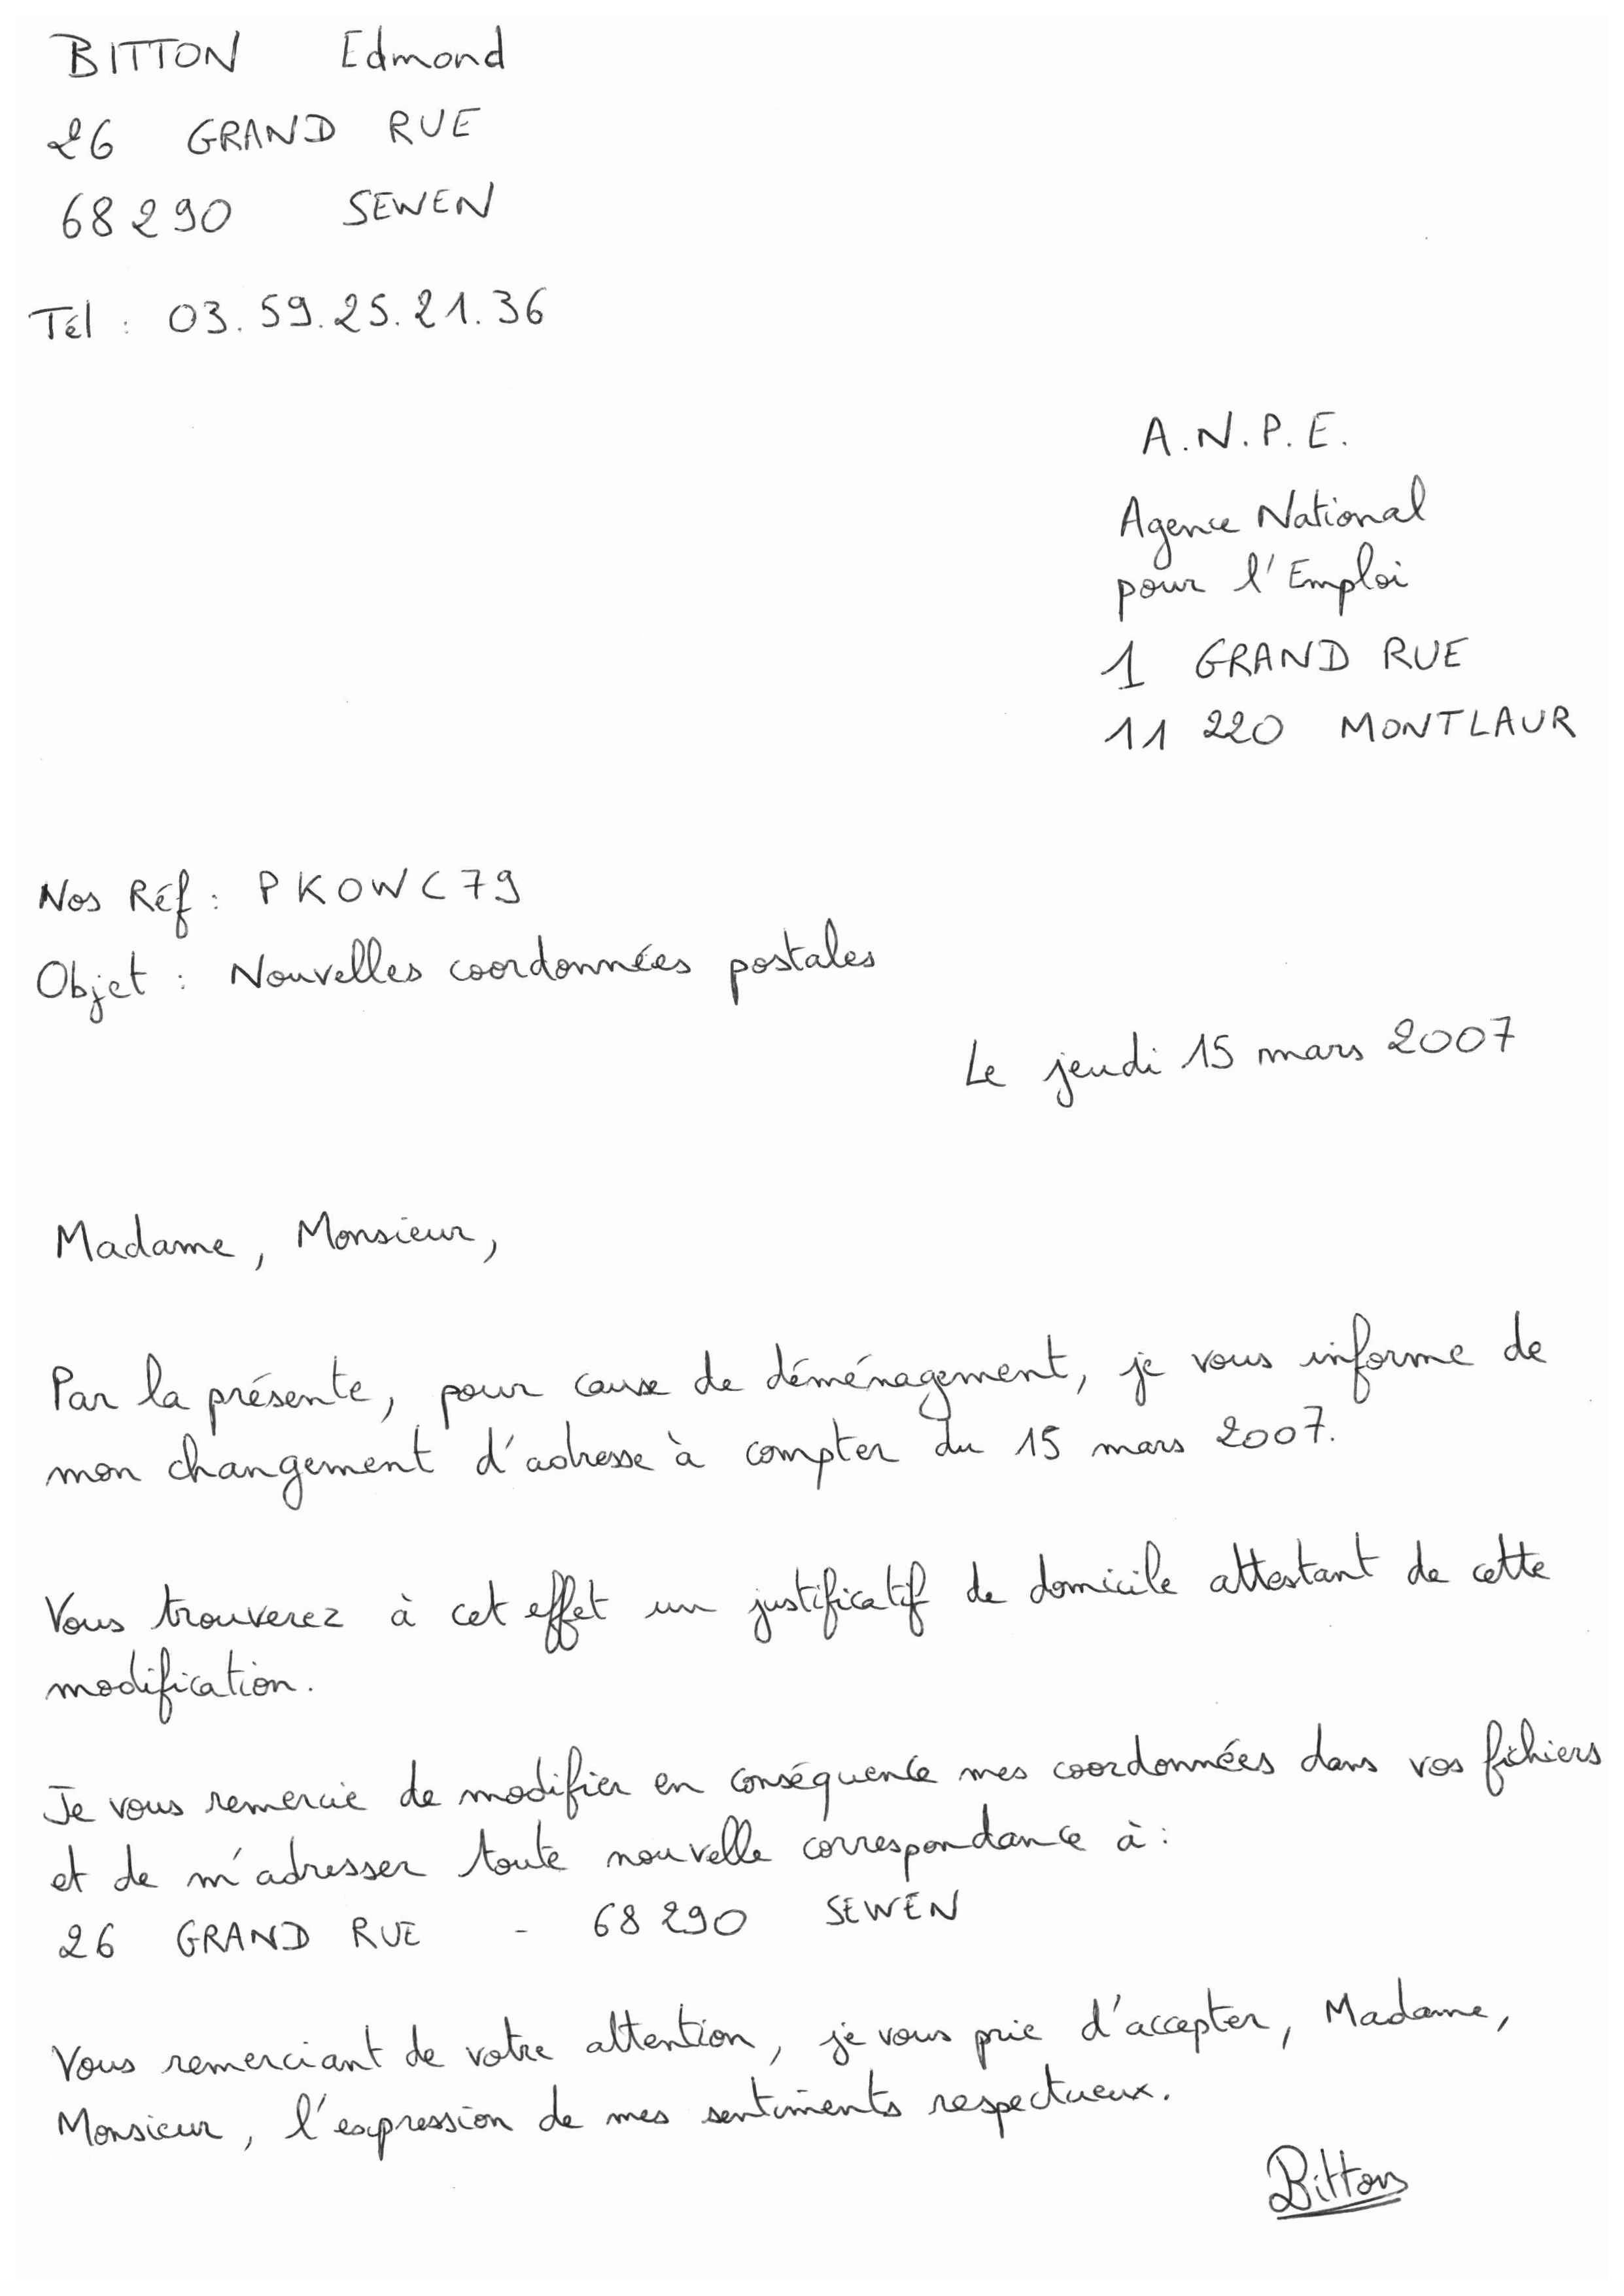 BITTON Edmond
26 GRAND RUE
68290 SEWEN
Tél : 03.59.25.21.36
A.N.P.E.
Agence National
pour l'Emploi
1 GRAND RUE
11 220 MONTLAUR
Nos Réf : PKOWC79
Objet : Nouvelles coordonnées postales
Le jeudi 15 mars 2007
Madame, Monsieur,
Par la présente, pour cause de déménagement, je vous informe de
mon changement d'adresse à compter du 15 mars 2007.
Vous trouverez à cet effet un justificatif de domicile attestant de cette
modification.
Je vous remercie de modifier en conséquence mes coordonnées dans vos fichiers
et de m'adresser toute nouvelle correspondance à :
26 GRAND RUE - 68290 SEWEN
Vous remerciant de votre attention, je vous prie d'accepter, Madame,
Monsieur, l'expression de mes sentiments respectueux.
Bitton